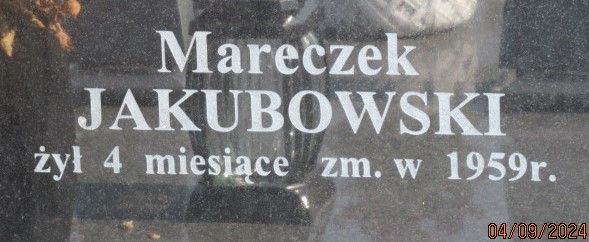 Mareczek
JAKUBOWSKI
żył 4 miesiące zm. w 1959r.
04/09/2024